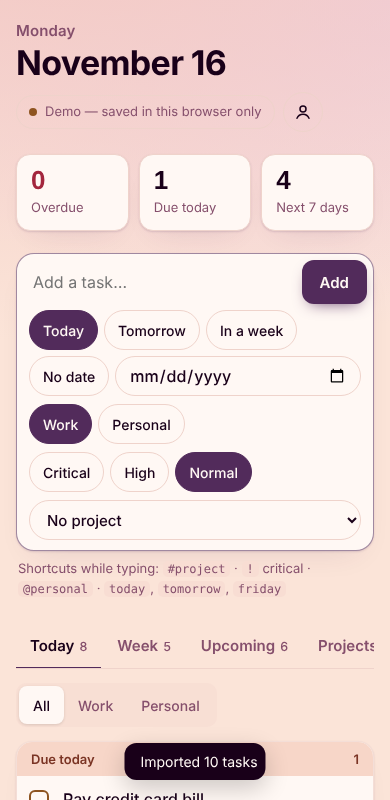 Monday
November 16
Demo — saved in this browser only
0 1 4
Overdue Due today Next 7 days
Add a task... Add
Today Tomorrow In a week
No date mm/dd/yyyy
Work Personal
Critical High Normal
No project
Shortcuts while typing: #project · ! critical ·
@personal · today , tomorrow , friday
Today 8 Week 5 Upcoming 6 Projects
All Work Personal
Due today 1
Imported 10 tasks
Pay credit card bill